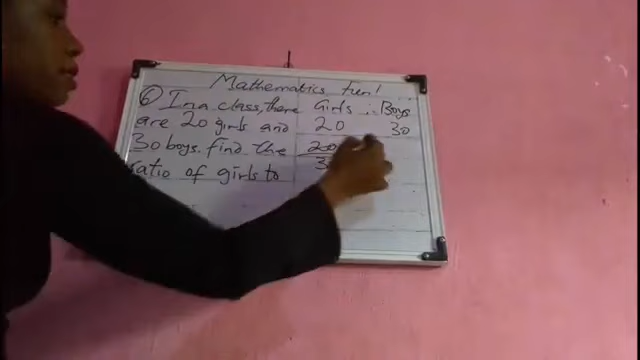 Mathematics fun!
6 In a class, there
are 20 girls and
30 boys. find the
ratio of girls to
Girls : Boys
20 30
20